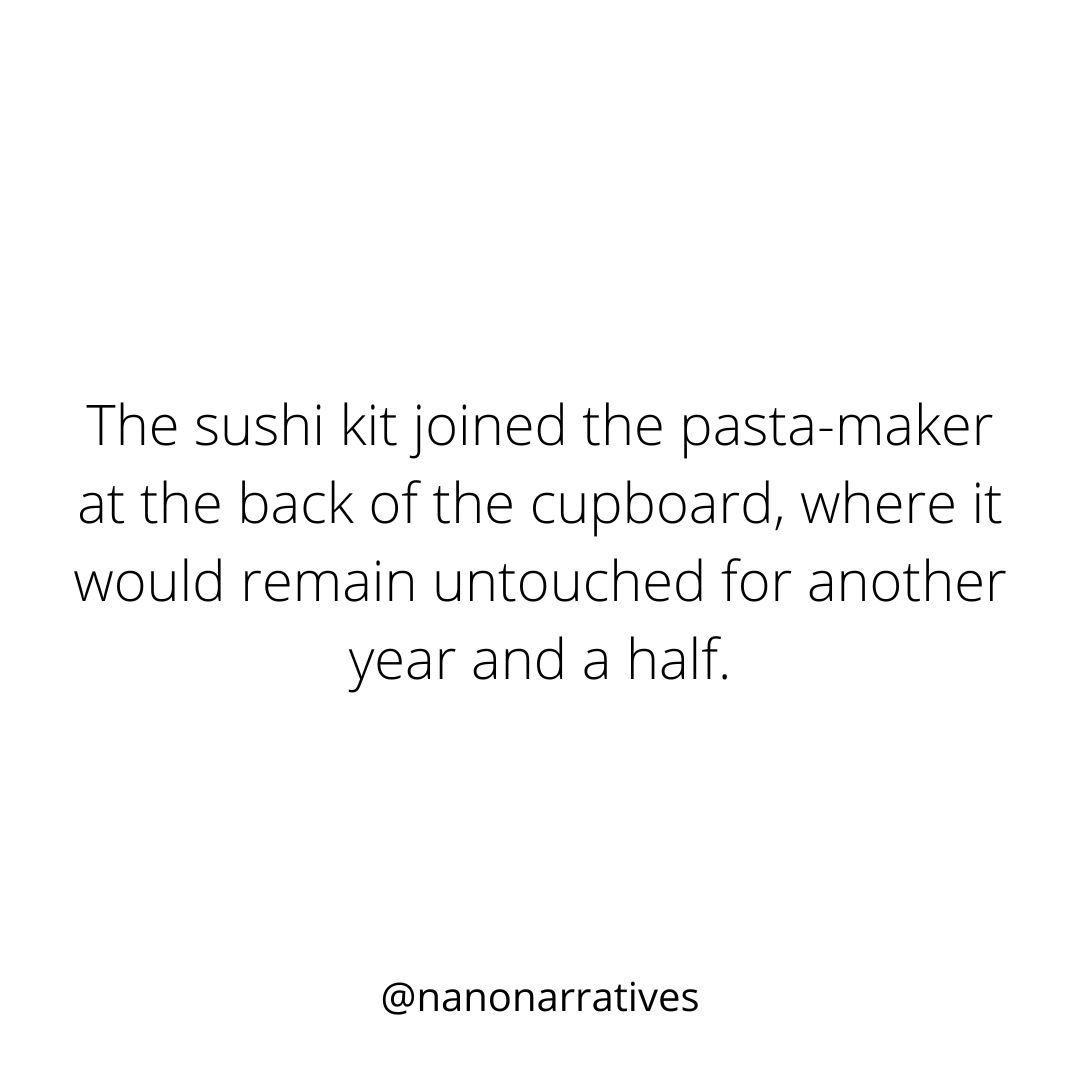 The sushi kit joined the pasta-maker
at the back of the cupboard, where it
would remain untouched for another
year and a half.
@nanonarratives